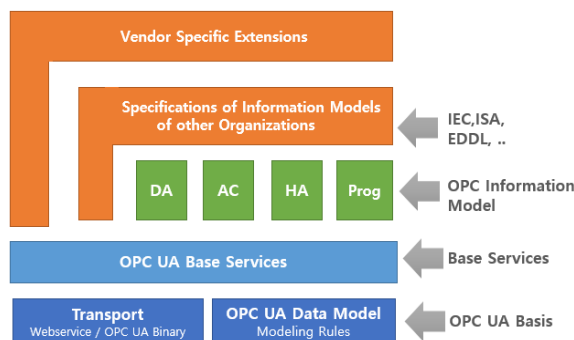 Vendor Specific Extensions
Specifications of Information Models
of other Organizations
IEC,ISA,
EDDL, ..
DA
AC
HA
Prog
OPC Information
Model
OPC UA Base Services
Base Services
Transport
Webservice / OPC UA Binary
OPC UA Data Model
Modeling Rules
OPC UA Basis